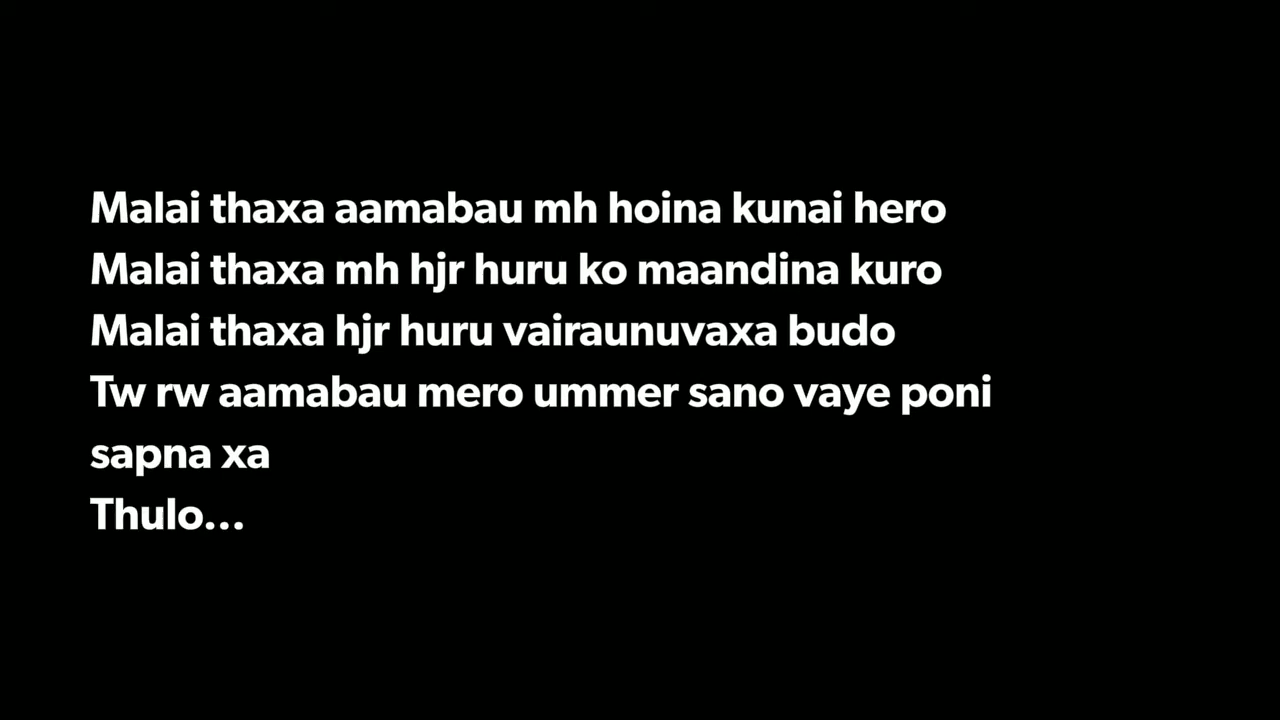 Malai thaxa aamabau mh hoina kunai hero
Malai thaxa mh hjr huru ko maandina kuro
Malai thaxa hjr huru vairaunuvaxa budo
Tw rw aamabau mero ummer sano vaye poni
sapna xa
Thulo...